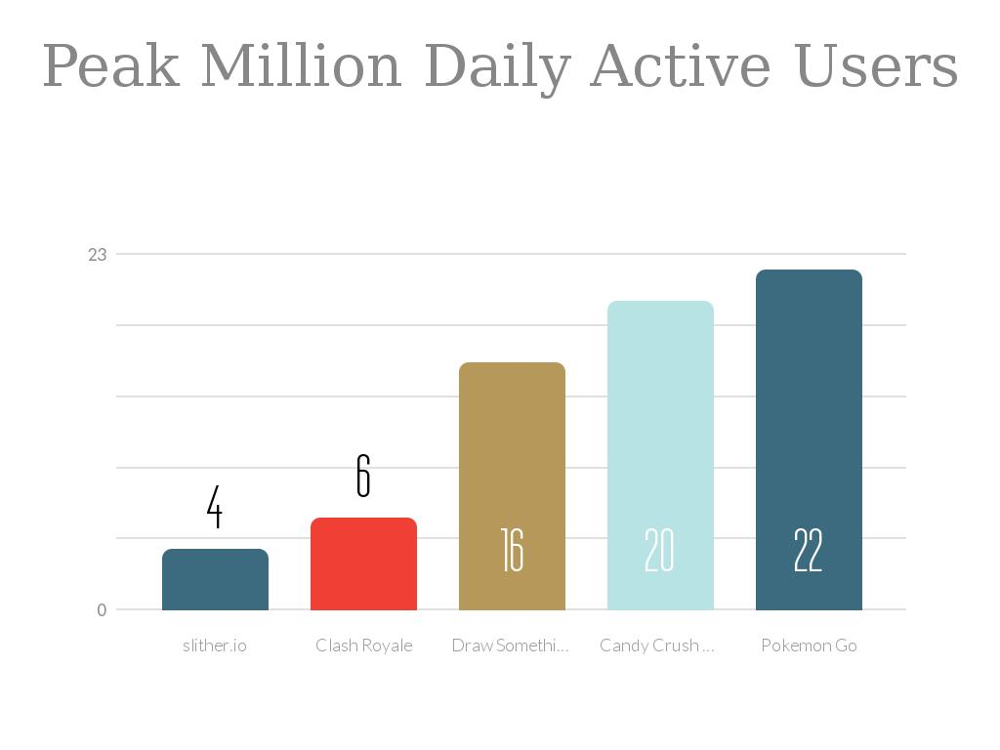 Peak Million Daily Active Users
23
0
4
6
16
20
22
slither.io
Clash Royale
Draw Somethi...
Candy Crush ...
Pokemon Go